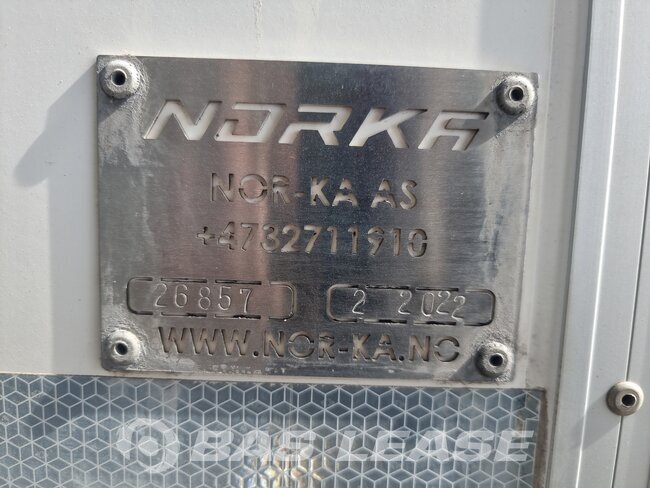 NORKA
NOR-KA AS
+4732711910
26857 2 2022
WWW.NOR-KA.NO
BAS LEASE